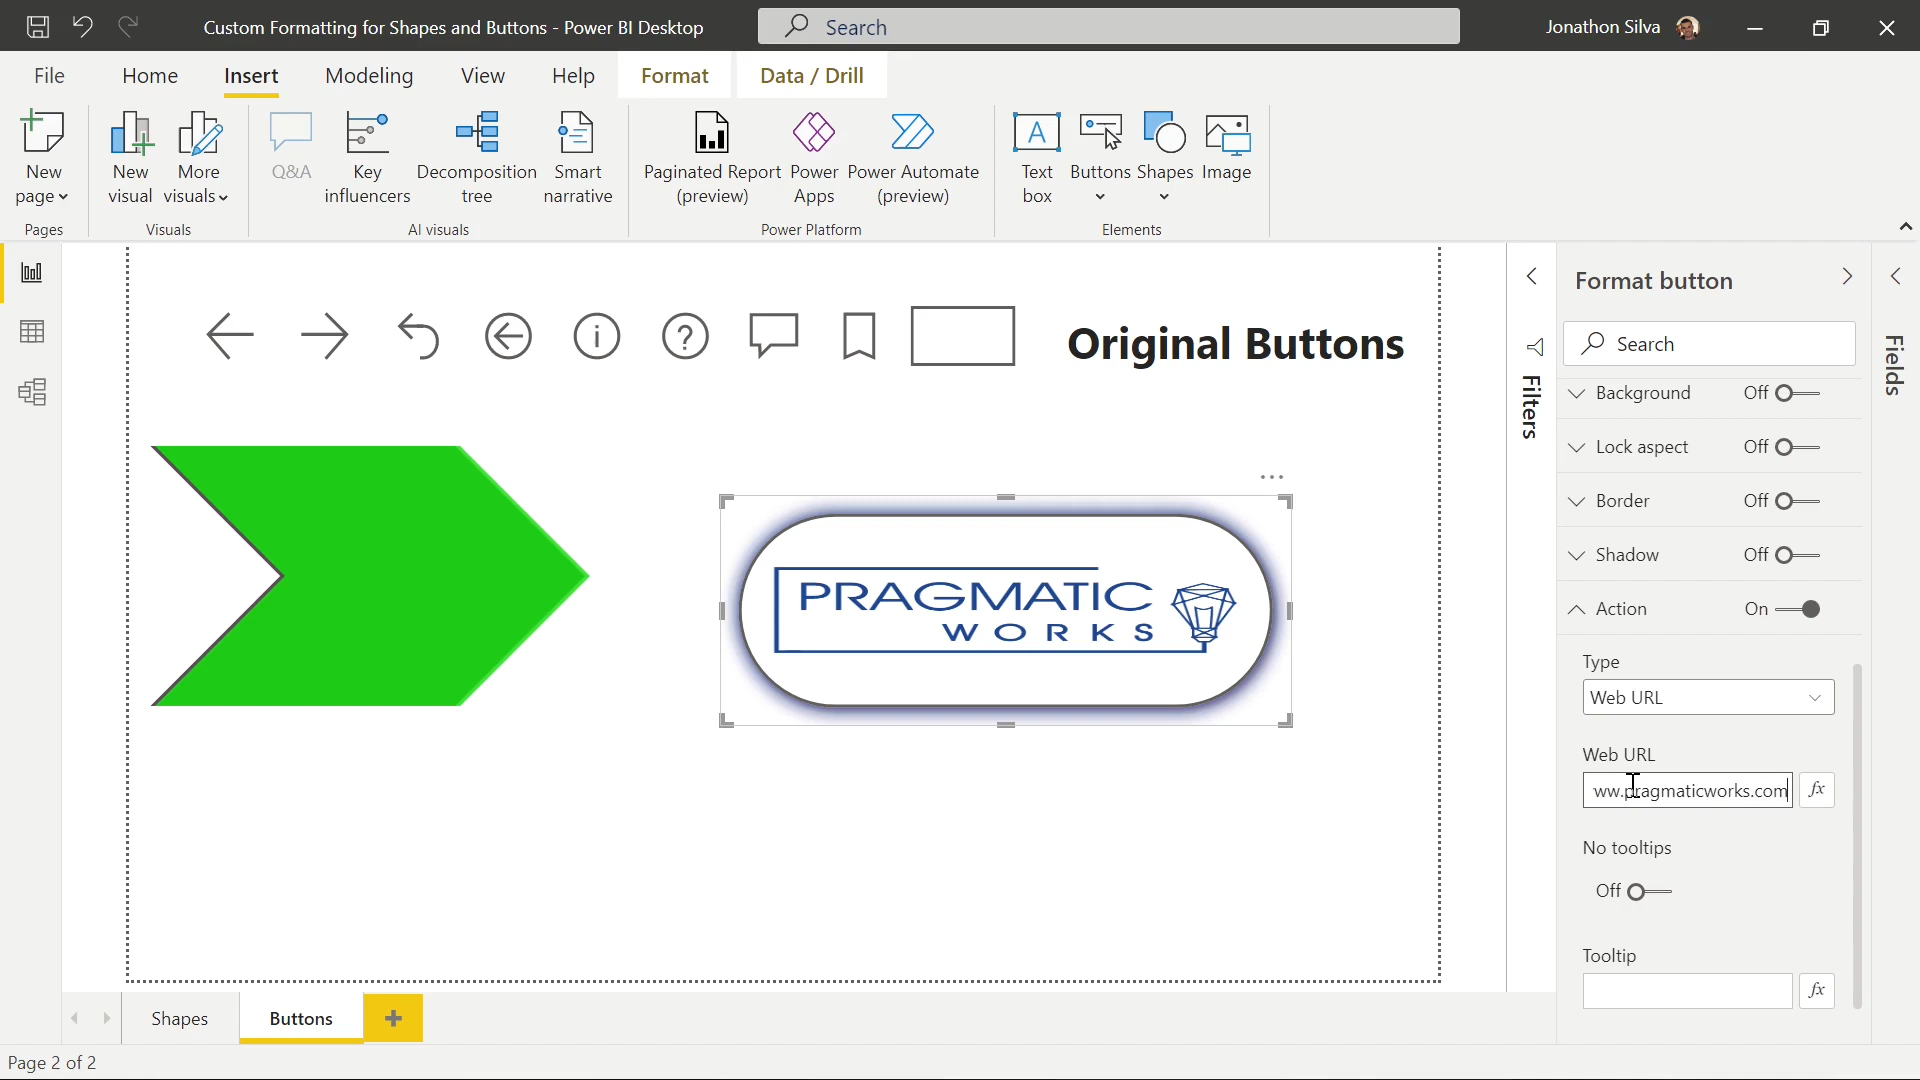 Custom Formatting for Shapes and Buttons - Power BI Desktop
Search
Jonathon Silva
File
Home
Insert
Modeling
View
Help
Format
Data / Drill
New page
New visual
More visuals
Q&A
Key influencers
Decomposition tree
Smart narrative
Paginated Report (preview)
Power Apps
Power Automate (preview)
Text box
Buttons
Shapes
Image
Pages
Visuals
AI visuals
Power Platform
Elements
Original Buttons
PRAGMATIC
WORKS
Filters
Format button
Search
Background Off
Lock aspect Off
Border Off
Shadow Off
Action On
Type
Web URL
Web URL
ww.pragmaticworks.com
fx
No tooltips
Off
Tooltip
fx
Fields
Shapes
Buttons
Page 2 of 2